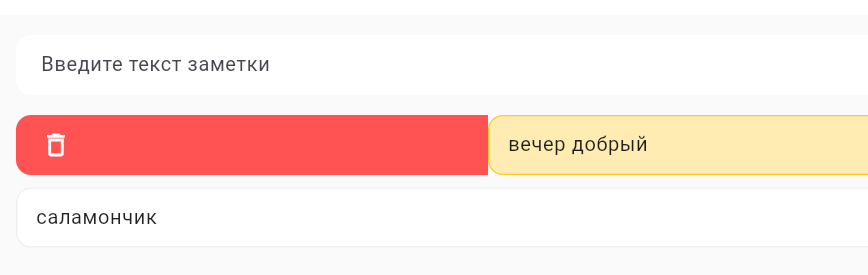 Введите текст заметки
вечер добрый
саламончик